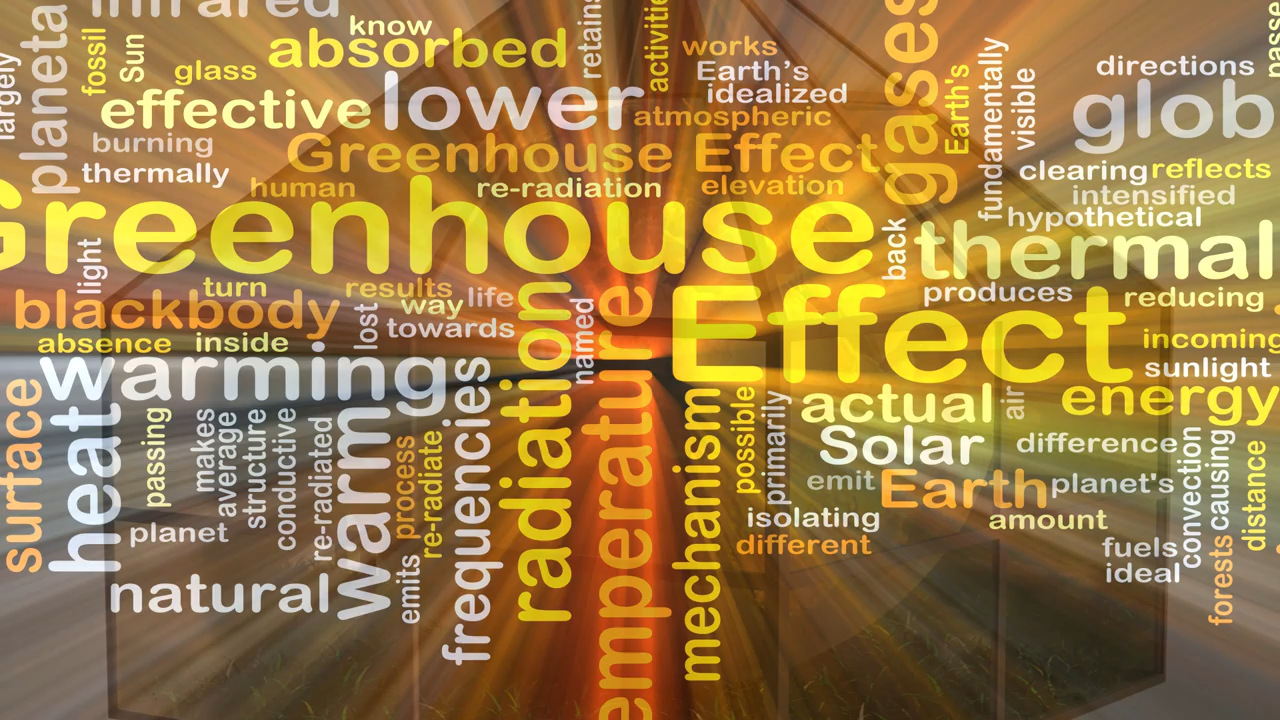 infrared
know
absorbed
works
Earth's
idealized
directions
planeta
fossil
Sun
glass
retains
activitie
gases
Earth's
fundamentally
visible
passe
largely
effective
lower
atmospheric
glob
burning
Greenhouse Effect
thermally
human
re-radiation
elevation
clearing
reflects
intensified
hypothetical
Greenhouse
back
thermal
light
turn
results
way
life
produces
reducing
blackbody
lost
towards
named
Effect
incoming
absence
inside
sunlight
warming
surface
heat
passing
makes
average
structure
conductive
re-radiated
warm
process
re-radiate
frequencies
radiation
temperature
mechanism
possible
primarily
actual
air
energy
Solar
difference
convection
causing
distance
emit
Earth
planet's
isolating
amount
different
planet
fuels
ideal
natural
emits
forests